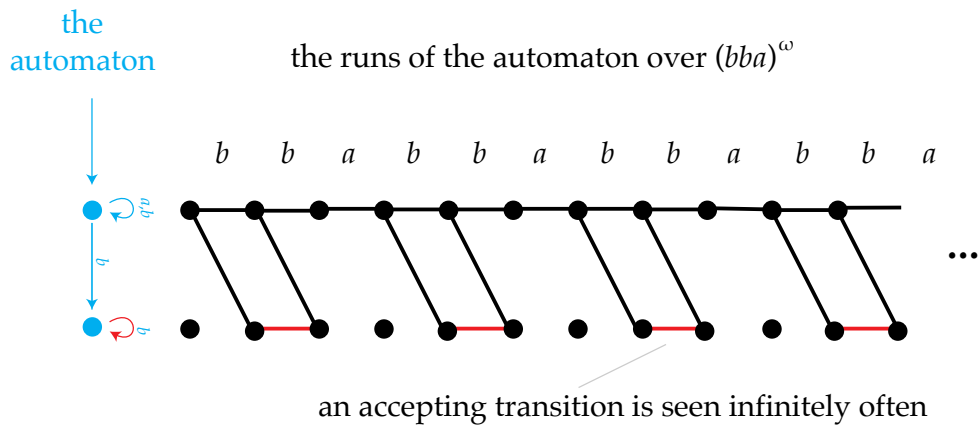 the
automaton
the runs of the automaton over (bba)^ω
b b a b b a b b a b b a
a,b
b
b
...
an accepting transition is seen infinitely often